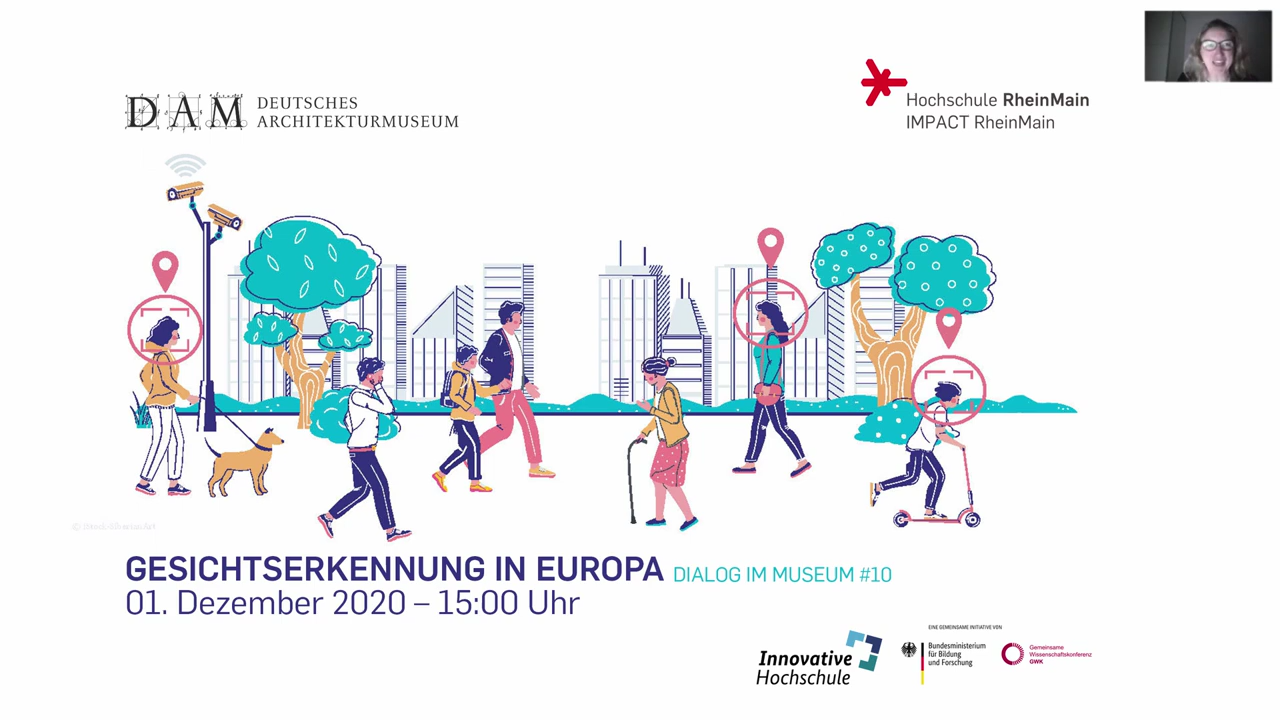 DAM DEUTSCHES
ARCHITEKTURMUSEUM
Hochschule RheinMain
IMPACT RheinMain
GESICHTSERKENNUNG IN EUROPA DIALOG IM MUSEUM #10
01. Dezember 2020 – 15:00 Uhr
EINE GEMEINSAME INITIATIVE VON
Innovative
Hochschule
Bundesministerium
für Bildung
und Forschung
Gemeinsame
Wissenschaftskonferenz
GWK